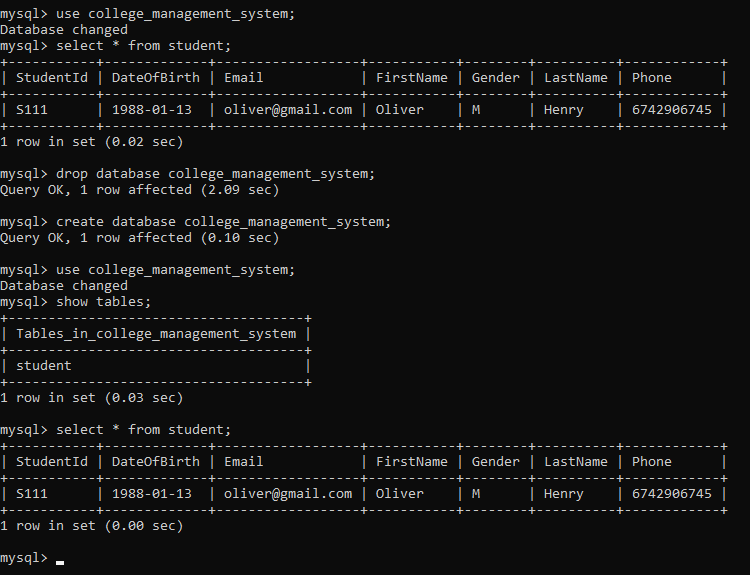 mysql> use college_management_system;
Database changed
mysql> select * from student;
+-----------+-------------+------------------+-----------+--------+----------+------------+
| StudentId | DateOfBirth | Email            | FirstName | Gender | LastName | Phone      |
+-----------+-------------+------------------+-----------+--------+----------+------------+
| S111      | 1988-01-13  | oliver@gmail.com | Oliver    | M      | Henry    | 6742906745 |
+-----------+-------------+------------------+-----------+--------+----------+------------+
1 row in set (0.02 sec)

mysql> drop database college_management_system;
Query OK, 1 row affected (2.09 sec)

mysql> create database college_management_system;
Query OK, 1 row affected (0.10 sec)

mysql> use college_management_system;
Database changed
mysql> show tables;
+-------------------------------------+
| Tables_in_college_management_system |
+-------------------------------------+
| student                             |
+-------------------------------------+
1 row in set (0.03 sec)

mysql> select * from student;
+-----------+-------------+------------------+-----------+--------+----------+------------+
| StudentId | DateOfBirth | Email            | FirstName | Gender | LastName | Phone      |
+-----------+-------------+------------------+-----------+--------+----------+------------+
| S111      | 1988-01-13  | oliver@gmail.com | Oliver    | M      | Henry    | 6742906745 |
+-----------+-------------+------------------+-----------+--------+----------+------------+
1 row in set (0.00 sec)

mysql>